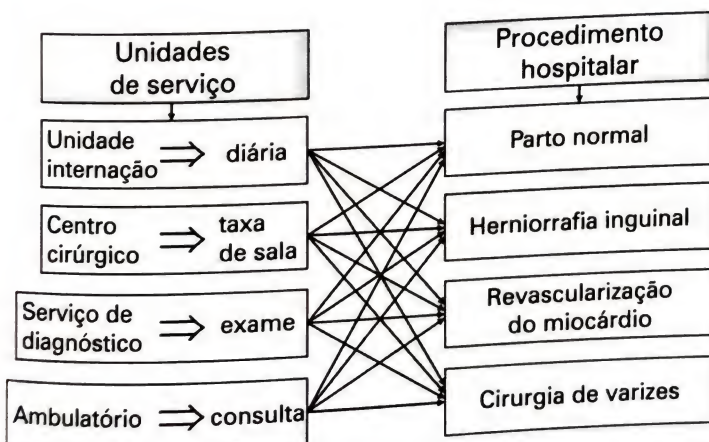 Unidades
de serviço
Procedimento
hospitalar
Unidade
internação
diária
Centro
cirúrgico
taxa
de sala
Serviço de
diagnóstico
exame
Ambulatório
consulta
Parto normal
Herniorrafia inguinal
Revascularização
do miocárdio
Cirurgia de varizes